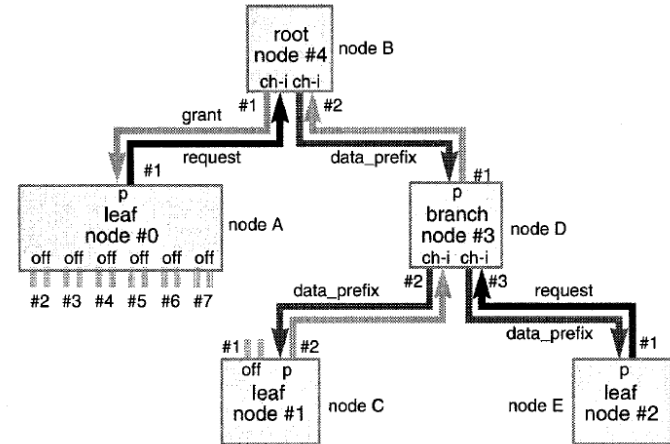 root
node #4
node B
ch-i ch-i
#1
#2
grant
request
data_prefix
#1
#1
p
leaf
node #0
node A
off off off off off off
#2 #3 #4 #5 #6 #7
p
branch
node #3
node D
ch-i ch-i
#2
#3
data_prefix
request
data_prefix
#1
#2
#1
off p
leaf
node #1
node C
p
leaf
node #2
node E